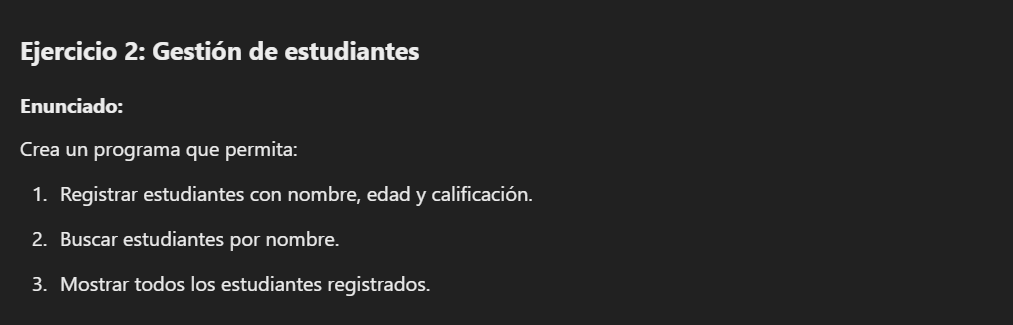 Ejercicio 2: Gestión de estudiantes
Enunciado:
Crea un programa que permita:
1. Registrar estudiantes con nombre, edad y calificación.
2. Buscar estudiantes por nombre.
3. Mostrar todos los estudiantes registrados.